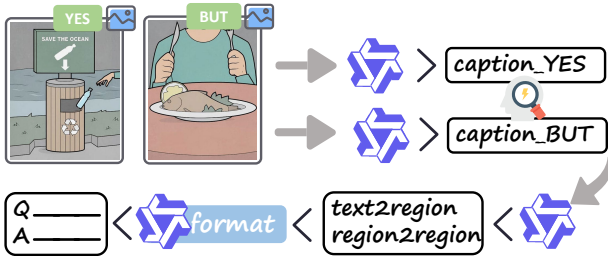 YES
BUT
SAVE THE OCEAN
caption_YES
caption_BUT
text2region
region2region
format
Q
A